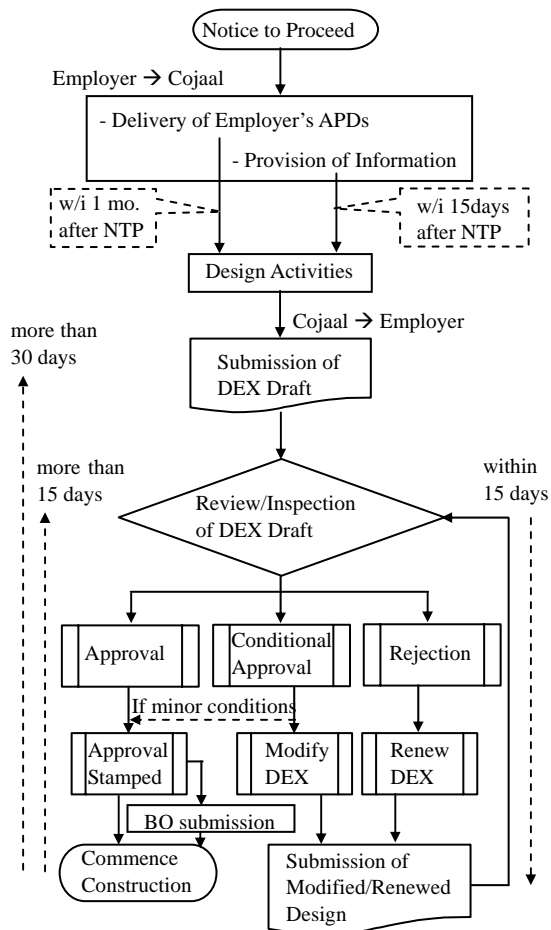 Notice to Proceed
Employer → Cojaal
- Delivery of Employer's APDs
- Provision of Information
w/i 1 mo.
after NTP
w/i 15days
after NTP
Design Activities
Cojaal → Employer
more than
30 days
Submission of
DEX Draft
more than
15 days
within
15 days
Review/Inspection
of DEX Draft
Approval
Conditional
Approval
Rejection
If minor conditions
Approval
Stamped
Modify
DEX
Renew
DEX
BO submission
Commence
Construction
Submission of
Modified/Renewed
Design